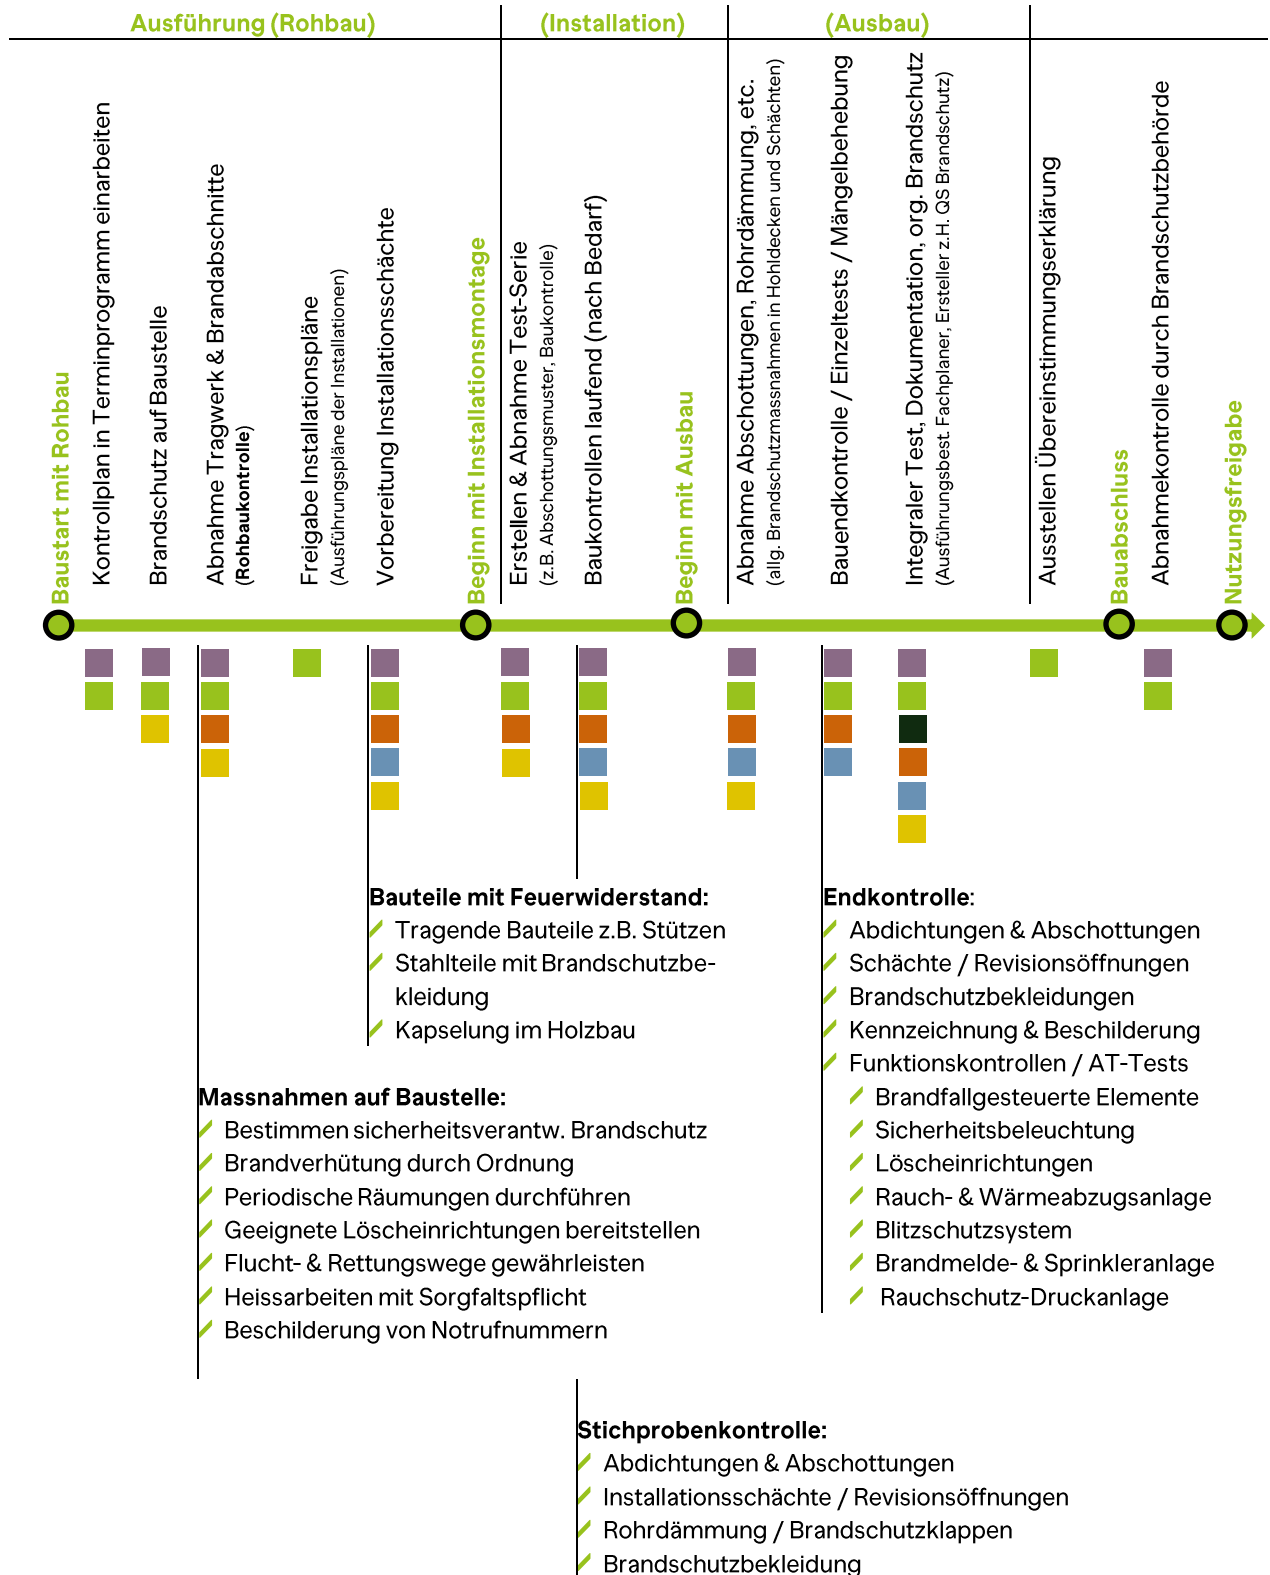 Ausführung (Rohbau)
(Installation)
(Ausbau)
Baustart mit Rohbau
Kontrollplan in Terminprogramm einarbeiten
Brandschutz auf Baustelle
Abnahme Tragwerk & Brandabschnitte
(Rohbaukontrolle)
Freigabe Installationspläne
(Ausführungspläne der Installationen)
Vorbereitung Installationsschächte
Beginn mit Installationsmontage
Erstellen & Abnahme Test-Serie
(z.B. Abschottungsmuster, Baukontrolle)
Baukontrollen laufend (nach Bedarf)
Beginn mit Ausbau
Abnahme Abschottungen, Rohrdämmung, etc.
(allg. Brandschutzmassnahmen in Hohldecken und Schächten)
Bauendkontrolle / Einzeltests / Mängelbehebung
Integraler Test, Dokumentation, org. Brandschutz
(Ausführungsbest. Fachplaner, Ersteller z.H. QS Brandschutz)
Ausstellen Übereinstimmungserklärung
Bauabschluss
Abnahmekontrolle durch Brandschutzbehörde
Nutzungsfreigabe
Bauteile mit Feuerwiderstand:
Tragende Bauteile z.B. Stützen
Stahlteile mit Brandschutzbe-
kleidung
Kapselung im Holzbau
Endkontrolle:
Abdichtungen & Abschottungen
Schächte / Revisionsöffnungen
Brandschutzbekleidungen
Kennzeichnung & Beschilderung
Funktionskontrollen / AT-Tests
Brandfallgesteuerte Elemente
Sicherheitsbeleuchtung
Löscheinrichtungen
Rauch- & Wärmeabzugsanlage
Blitzschutzsystem
Brandmelde- & Sprinkleranlage
Rauchschutz-Druckanlage
Massnahmen auf Baustelle:
Bestimmen sicherheitsverantw. Brandschutz
Brandverhütung durch Ordnung
Periodische Räumungen durchführen
Geeignete Löscheinrichtungen bereitstellen
Flucht- & Rettungswege gewährleisten
Heissarbeiten mit Sorgfaltspflicht
Beschilderung von Notrufnummern
Stichprobenkontrolle:
Abdichtungen & Abschottungen
Installationsschächte / Revisionsöffnungen
Rohrdämmung / Brandschutzklappen
Brandschutzbekleidung